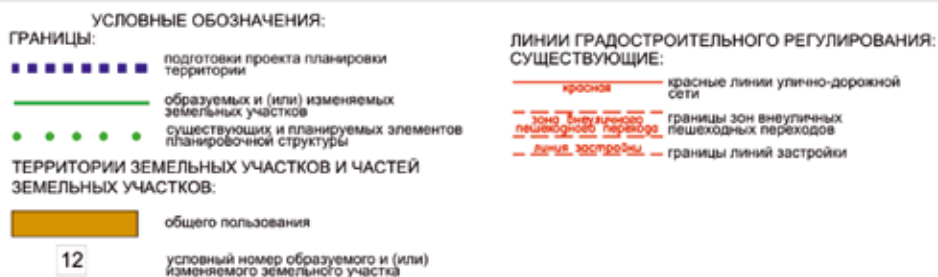 УСЛОВНЫЕ ОБОЗНАЧЕНИЯ:
ГРАНИЦЫ:
подготовки проекта планировки
территории
образуемых и (или) изменяемых
земельных участков
существующих и планируемых элементов
планировочной структуры
ТЕРРИТОРИИ ЗЕМЕЛЬНЫХ УЧАСТКОВ И ЧАСТЕЙ
ЗЕМЕЛЬНЫХ УЧАСТКОВ:
общего пользования
12
условный номер образуемого и (или)
изменяемого земельного участка
ЛИНИИ ГРАДОСТРОИТЕЛЬНОГО РЕГУЛИРОВАНИЯ:
СУЩЕСТВУЮЩИЕ:
красная
красные линии улично-дорожной
сети
зона внеуличного
пешеходного перехода
границы зон внеуличных
пешеходных переходов
линия застройки
границы линий застройки